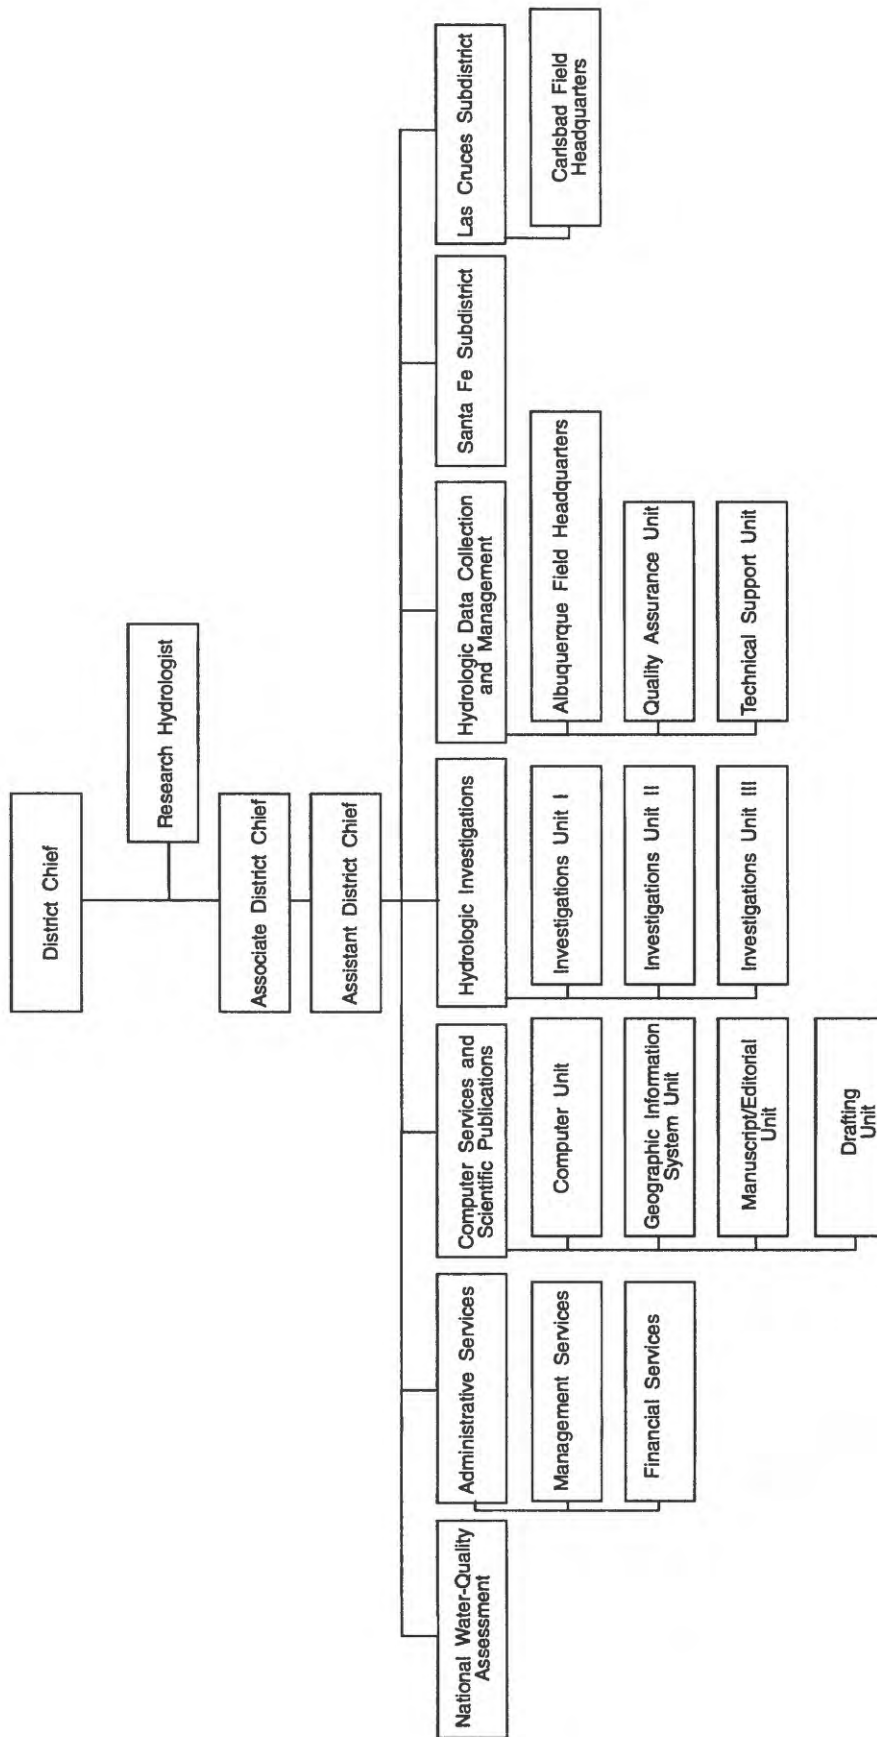 District Chief
Research Hydrologist
Associate District Chief
Assistant District Chief
National Water-Quality
Assessment
Administrative Services
Management Services
Financial Services
Computer Services and
Scientific Publications
Computer Unit
Geographic Information
System Unit
Manuscript/Editorial
Unit
Drafting
Unit
Hydrologic Investigations
Investigations Unit I
Investigations Unit II
Investigations Unit III
Hydrologic Data Collection
and Management
Albuquerque Field Headquarters
Quality Assurance Unit
Technical Support Unit
Santa Fe Subdistrict
Las Cruces Subdistrict
Carlsbad Field
Headquarters